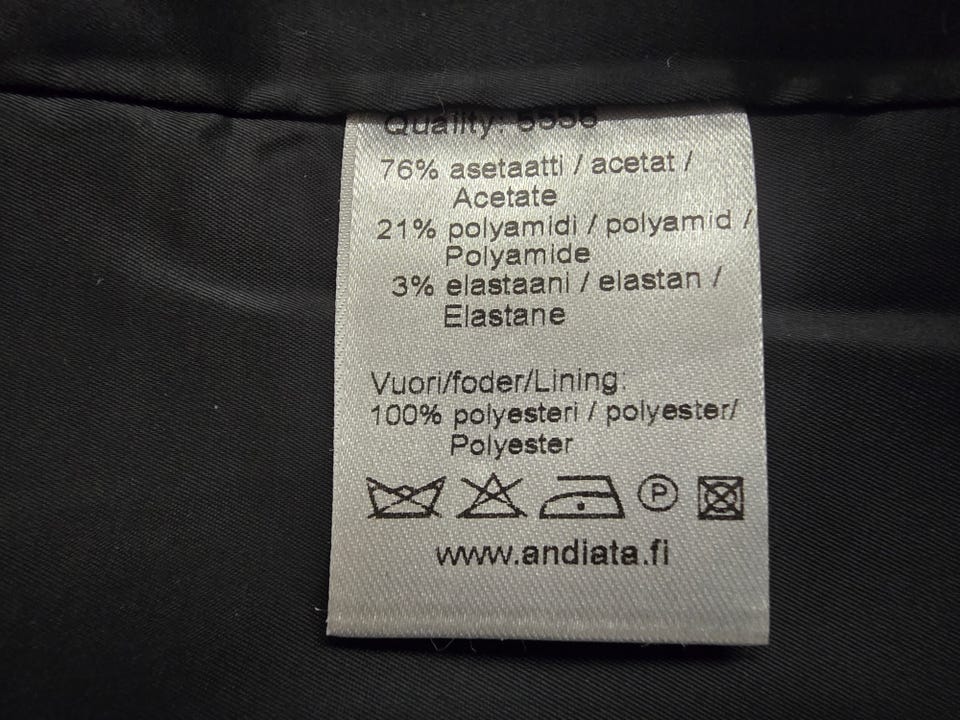 Quality: 5556
76% asetaatti / acetat /
Acetate
21% polyamidi / polyamid /
Polyamide
3% elastaani / elastan /
Elastane
Vuori/foder/Lining:
100% polyesteri / polyester/
Polyester
P
www.andiata.fi